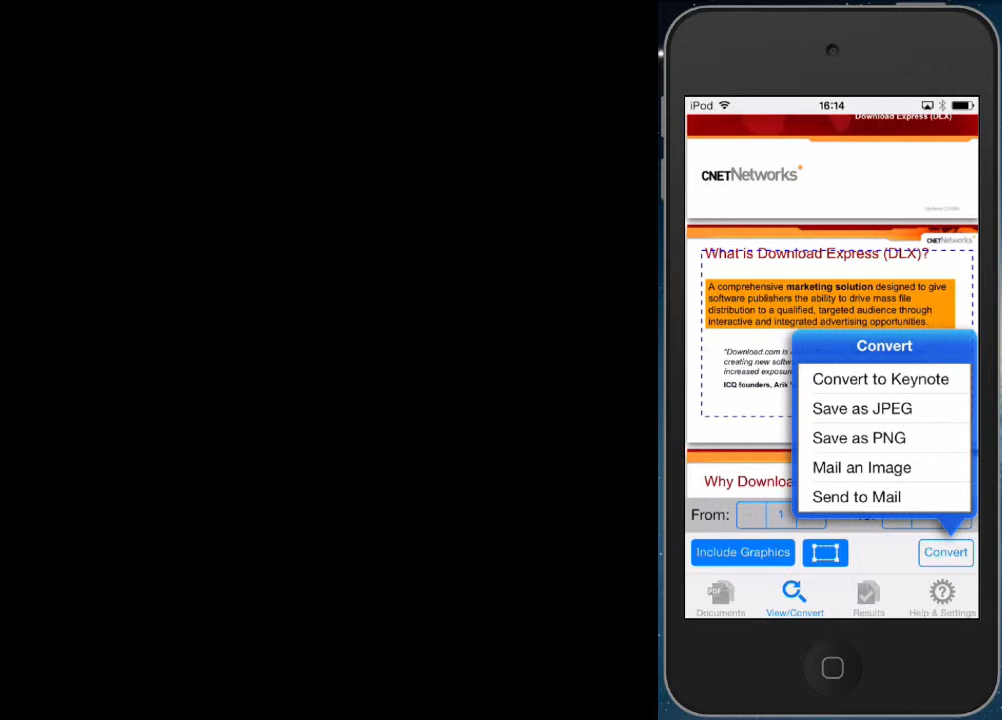 iPod
16:14
Download Express (DLX)
CNETNetworks
CNETNetworks
What is Download Express (DLX)?
A comprehensive marketing solution designed to give
software publishers the ability to drive mass file
distribution to a qualified, targeted audience through
interactive and integrated advertising opportunities.
"Download.com is
creating new softw
increased exposu
ICQ founders, Arik
Convert
Convert to Keynote
Save as JPEG
Save as PNG
Mail an Image
Send to Mail
Why Downloa
From:
1
Include Graphics
Convert
PDF
Documents
View/Convert
Results
Help & Settings